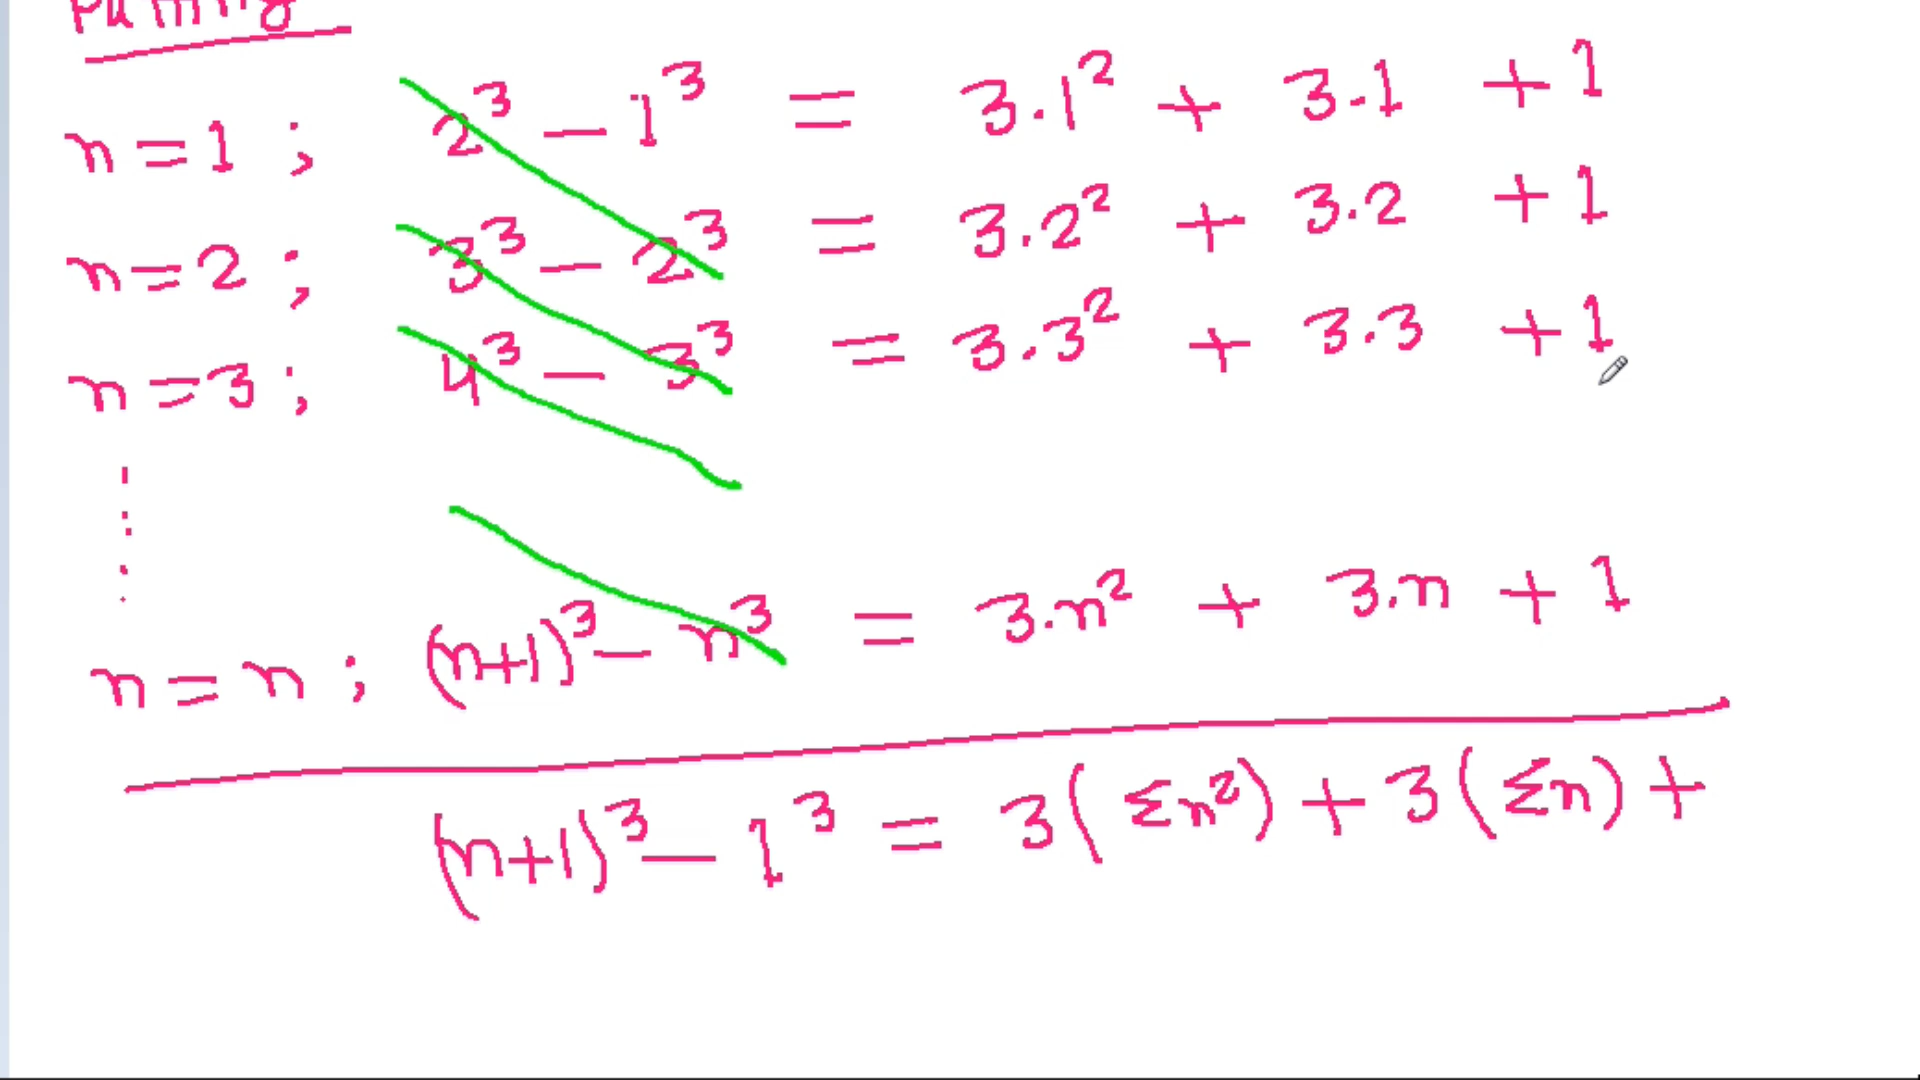 Putting
n=1 ; 2³ − 1³ = 3.1² + 3.1 + 1
n=2 ; 3³ − 2³ = 3.2² + 3.2 + 1
n=3 ; 4³ − 3³ = 3.3² + 3.3 + 1
n=n ; (n+1)³ − n³ = 3.n² + 3.n + 1
(n+1)³ − 1³ = 3(Σn²) + 3(Σn) +